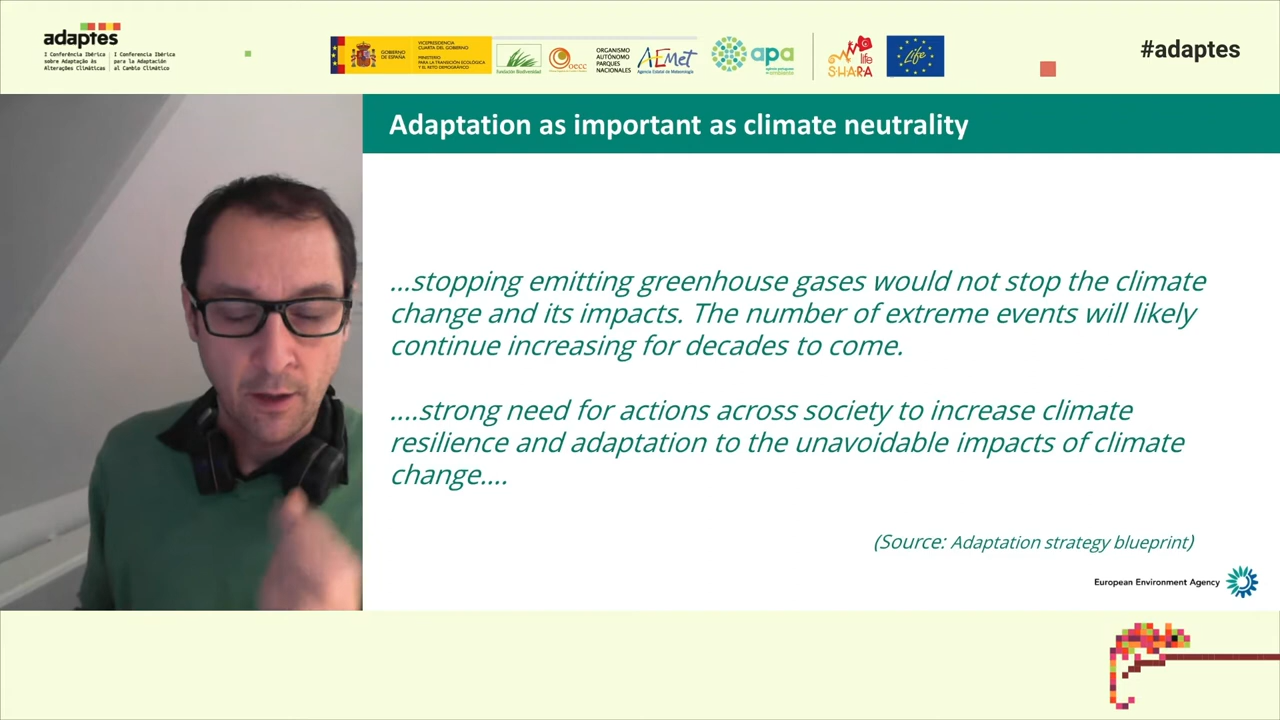 adaptes
I Conferência Ibérica
sobre Adaptação às
Alterações Climáticas
I Conferencia Ibérica
para la Adaptación
al Cambio Climático
GOBIERNO
DE ESPAÑA
VICEPRESIDENCIA
CUARTA DEL GOBIERNO
MINISTERIO
PARA LA TRANSICIÓN ECOLÓGICA
Y EL RETO DEMOGRÁFICO
Fundación Biodiversidad
oecc
ORGANISMO
AUTÓNOMO
PARQUES
NACIONALES
AEMet
Agencia Estatal de Meteorología
apa
life
SHARA
Life
#adaptes
Adaptation as important as climate neutrality
...stopping emitting greenhouse gases would not stop the climate
change and its impacts. The number of extreme events will likely
continue increasing for decades to come.
....strong need for actions across society to increase climate
resilience and adaptation to the unavoidable impacts of climate
change....
(Source: Adaptation strategy blueprint)
European Environment Agency